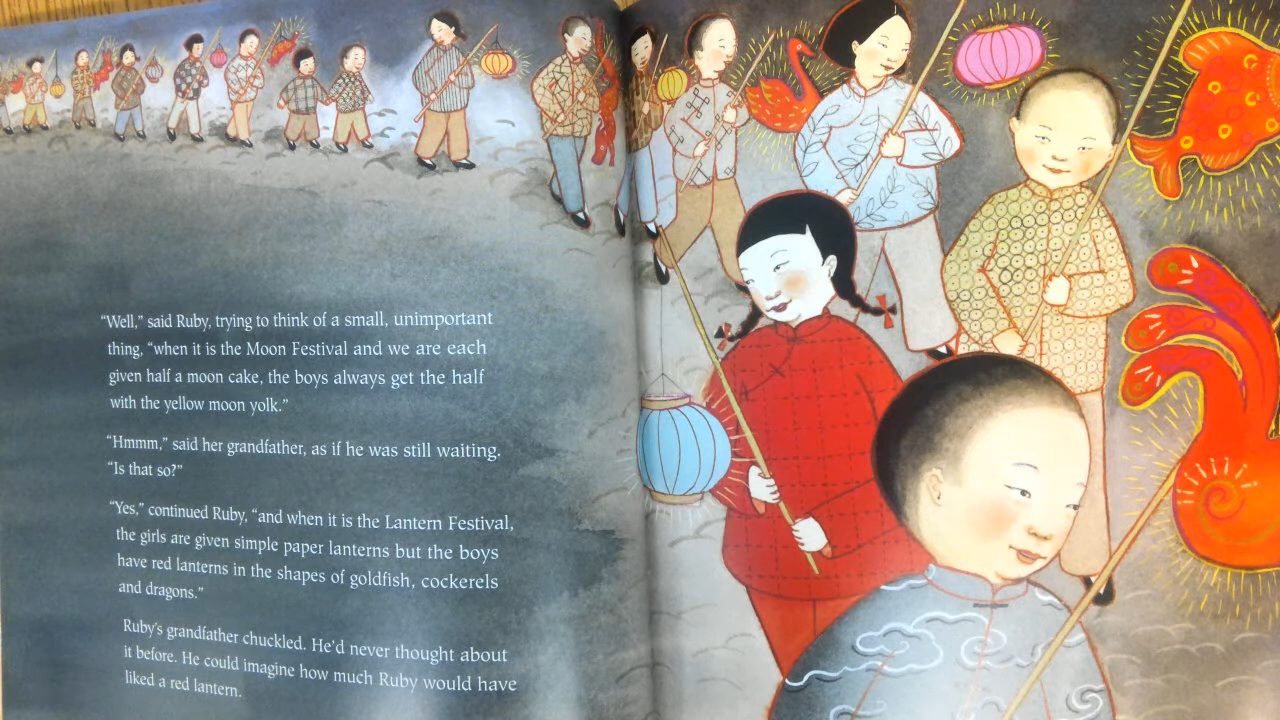 “Well,” said Ruby, trying to think of a small, unimportant
thing, “when it is the Moon Festival and we are each
given half a moon cake, the boys always get the half
with the yellow moon yolk.”
“Hmmm,” said her grandfather, as if he was still waiting.
“Is that so?”
“Yes,” continued Ruby, “and when it is the Lantern Festival,
the girls are given simple paper lanterns but the boys
have red lanterns in the shapes of goldfish, cockerels
and dragons.”
Ruby’s grandfather chuckled. He’d never thought about
it before. He could imagine how much Ruby would have
liked a red lantern.